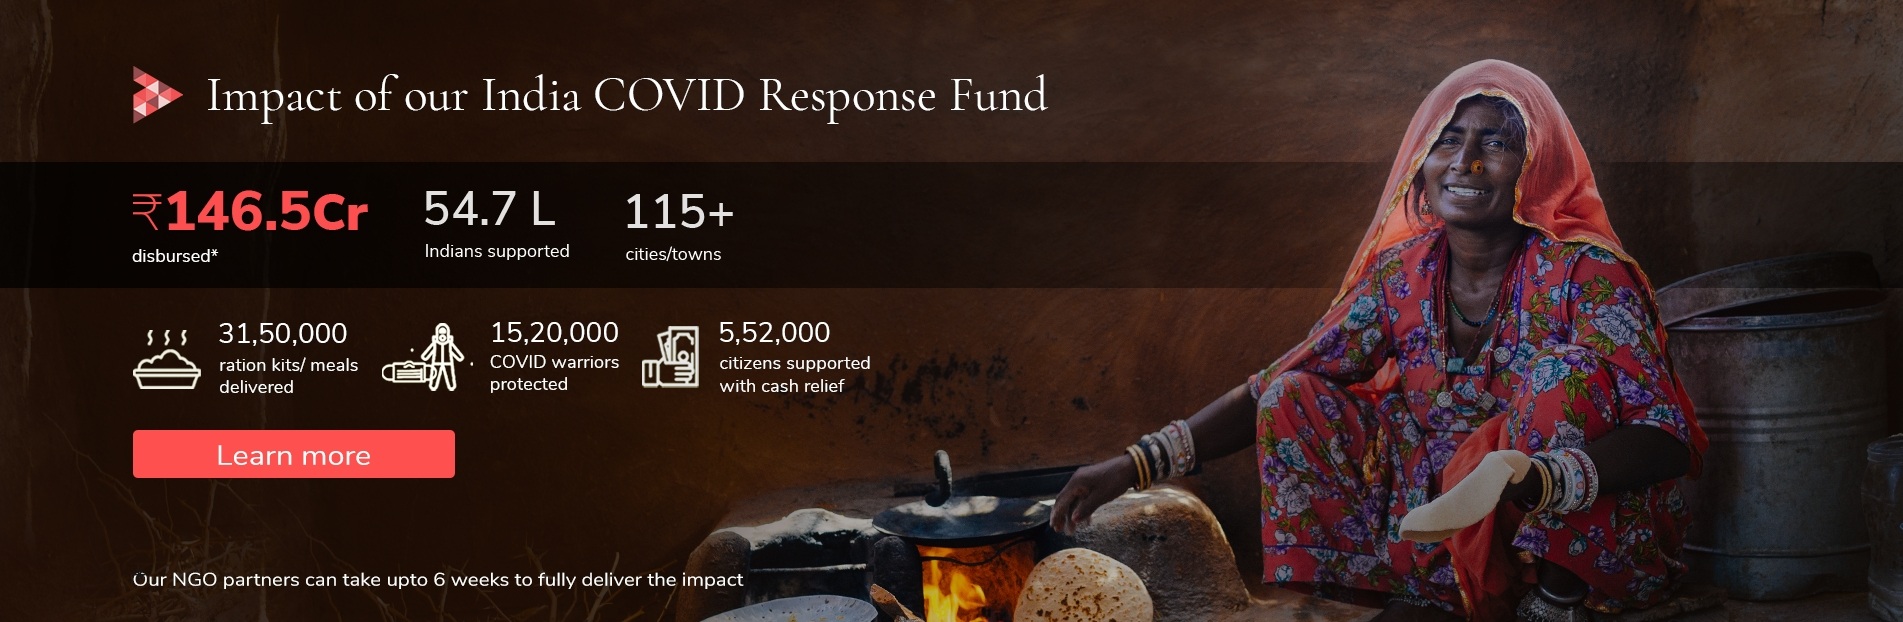 Impact of our India COVID Response Fund
₹146.5Cr
disbursed*
54.7 L
Indians supported
115+
cities/towns
31,50,000
ration kits/ meals
delivered
15,20,000
COVID warriors
protected
5,52,000
citizens supported
with cash relief
Learn more
Our NGO partners can take upto 6 weeks to fully deliver the impact